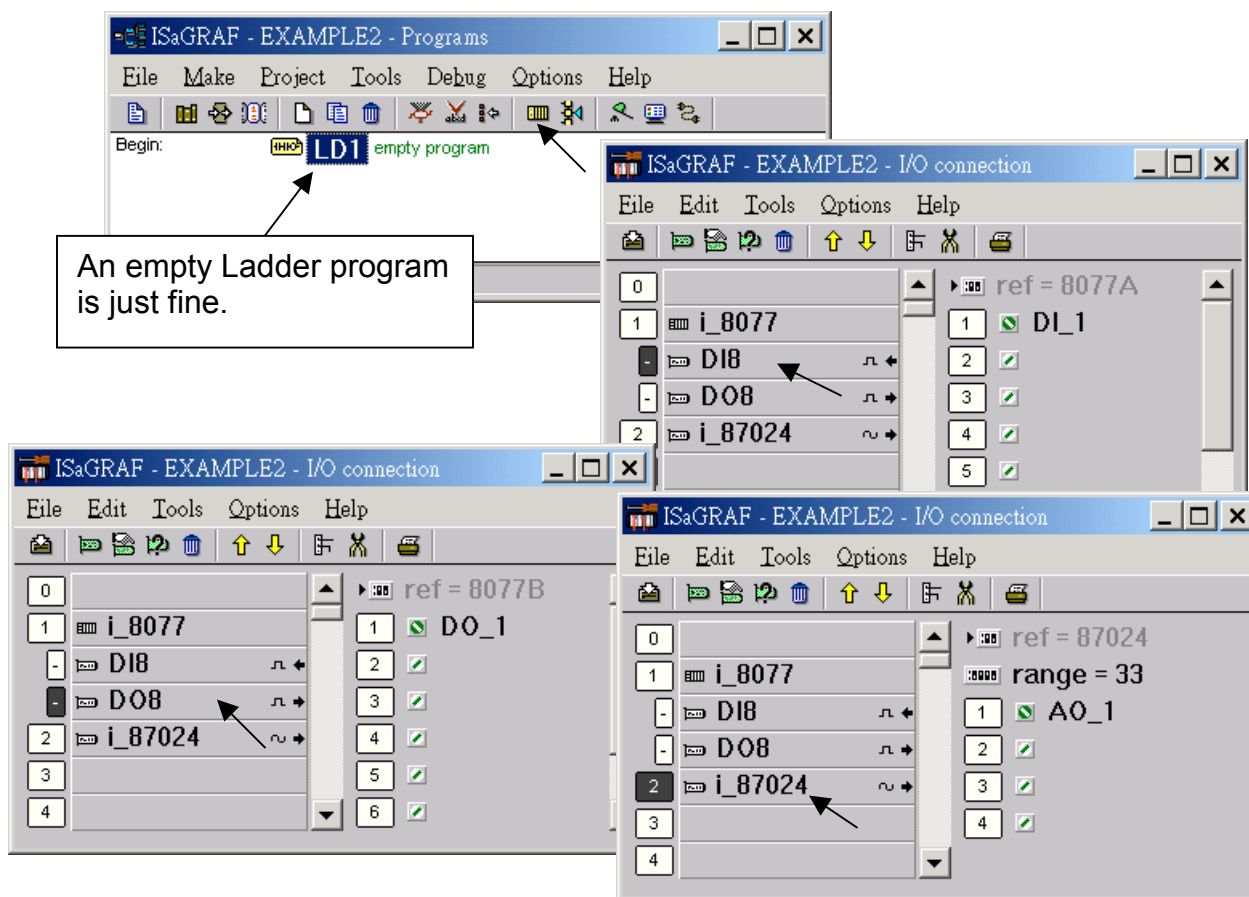 ISaGRAF - EXAMPLE2 - Programs
File Make Project Tools Debug Options Help
Begin: LD1 empty program
An empty Ladder program
is just fine.
ISaGRAF - EXAMPLE2 - I/O connection
File Edit Tools Options Help
0 ref = 8077A
1 i_8077 1 DI_1
- DI8 2
- DO8 3
2 i_87024 4
5
ISaGRAF - EXAMPLE2 - I/O connection
File Edit Tools Options Help
0 ref = 8077B
1 i_8077 1 DO_1
- DI8 2
- DO8 3
2 i_87024 4
3 5
4 6
ISaGRAF - EXAMPLE2 - I/O connection
File Edit Tools Options Help
0 ref = 87024
1 i_8077 range = 33
- DI8 1 AO_1
- DO8 2
2 i_87024 3
3 4
4